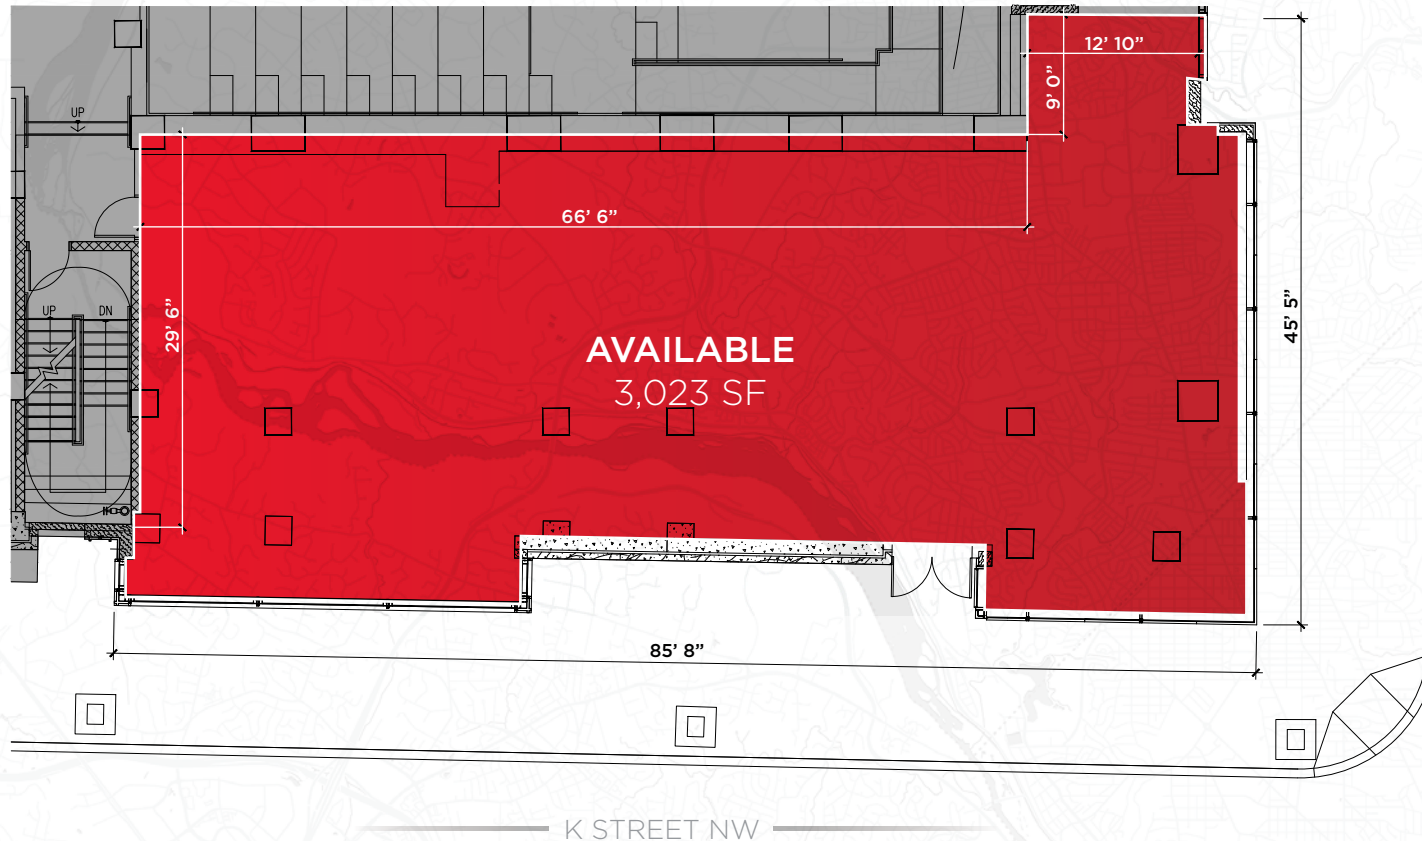 12’ 10”
9’ 0”
UP
66’ 6”
29’ 6”
45’ 5”
UP
DN
AVAILABLE
3,023 SF
85’ 8”
K STREET NW